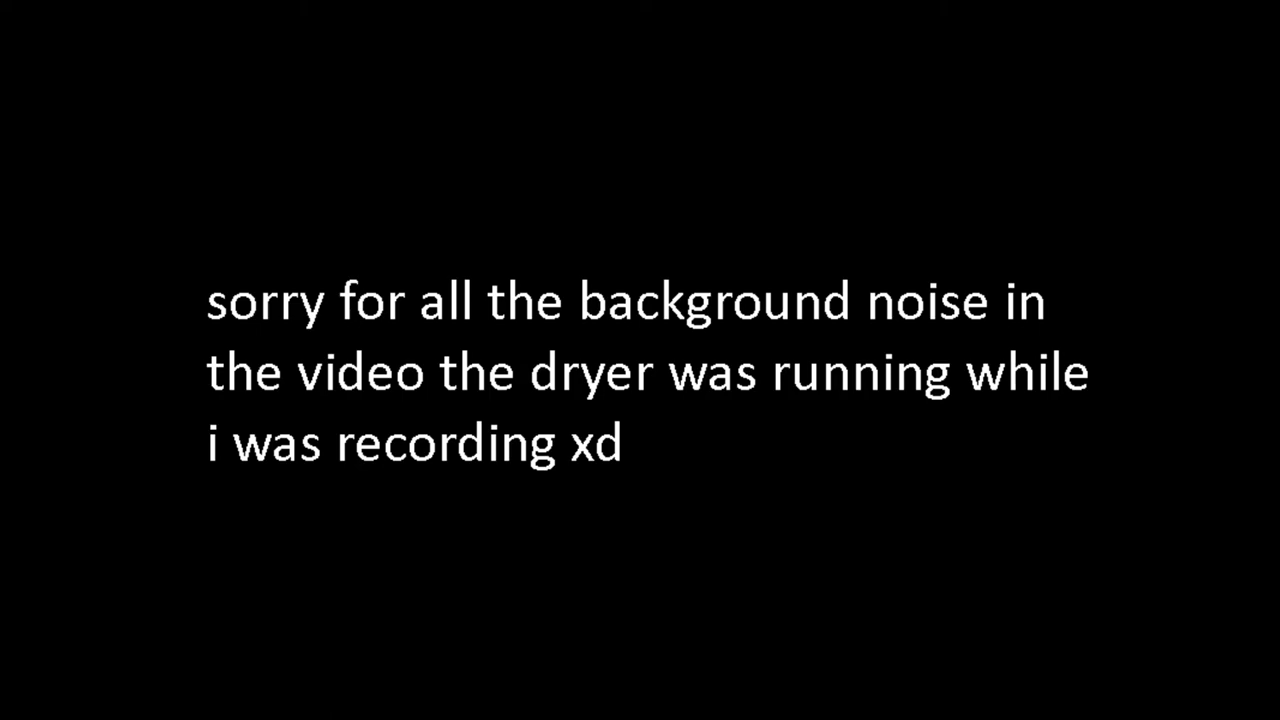 sorry for all the background noise in
the video the dryer was running while
i was recording xd